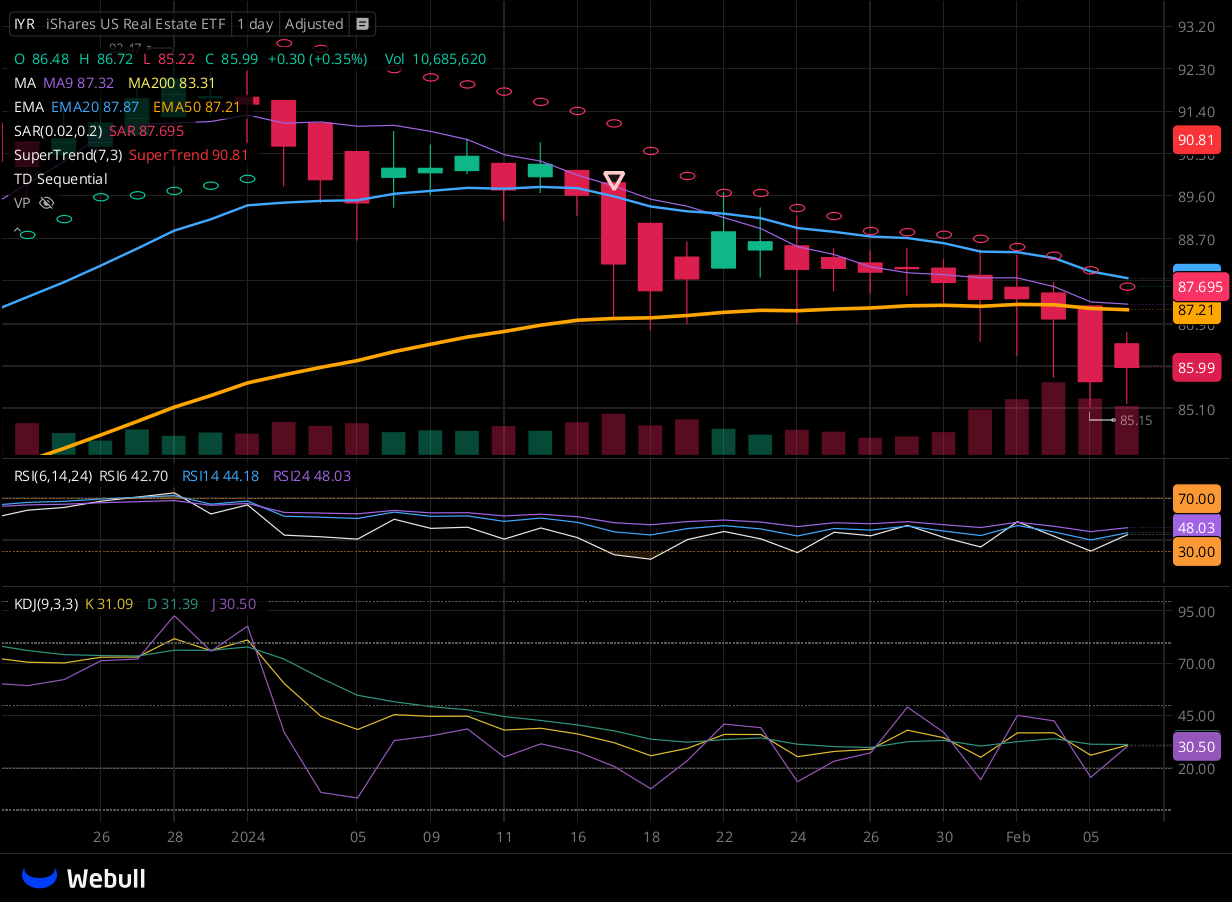 IYR iShares US Real Estate ETF 1 day Adjusted
93.20
O 86.48 H 86.72 L 85.22 C 85.99 +0.30 (+0.35%) Vol 10,685,620
92.30
MA MA9 87.32 MA200 83.31
EMA EMA20 87.87 EMA50 87.21
91.40
SAR(0.02,0.2) SAR 87.695
90.81
SuperTrend(7,3) SuperTrend 90.81
90.50
TD Sequential
89.60
VP
88.70
87.695
87.21
86.90
85.99
85.10
85.15
RSI(6,14,24) RSI6 42.70 RSI14 44.18 RSI24 48.03
70.00
48.03
30.00
KDJ(9,3,3) K 31.09 D 31.39 J 30.50
95.00
70.00
45.00
30.50
20.00
26 28 2024 05 09 11 16 18 22 24 26 30 Feb 05
Webull